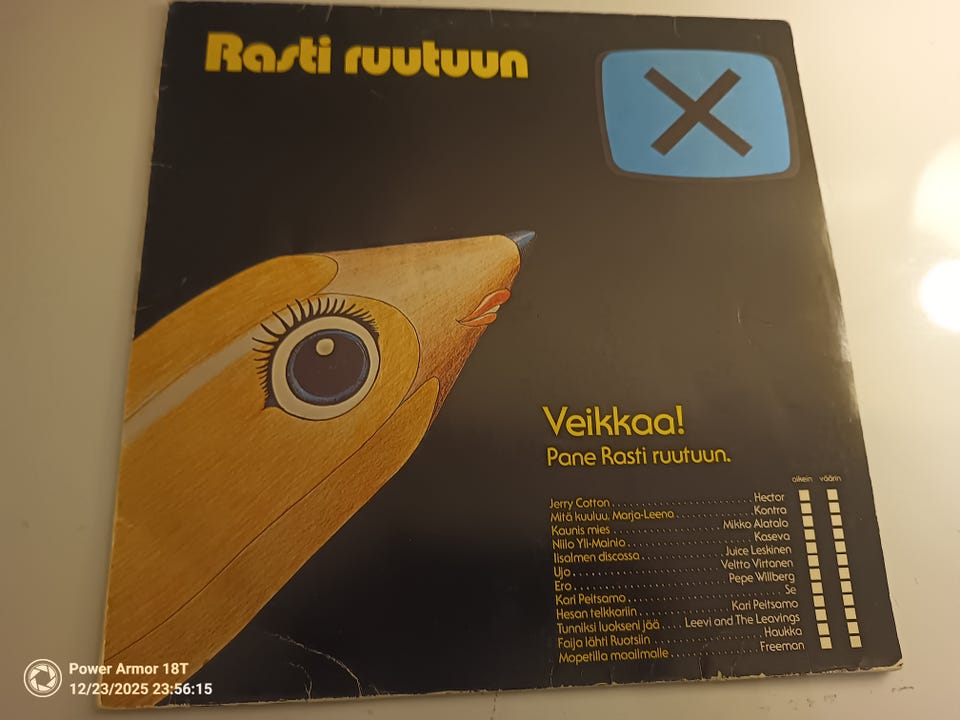 Rasti ruutuun
Veikkaa!
Pane Rasti ruutuun.
oikein väärin
Jerry Cotton . . . . . . . . . . . . . . . . . . . . . . . . Hector
Mitä kuuluu, Marja-Leena . . . . . . . . . . . . . Kontra
Kaunis mies . . . . . . . . . . . . . . . . . . . Mikko Alatalo
Niilo Yli-Mainio . . . . . . . . . . . . . . . . . . . . . Kaseva
Iisalmen discossa . . . . . . . . . . . . . . Juice Leskinen
Ujo . . . . . . . . . . . . . . . . . . . . . . . . . Veltto Virtanen
Ero . . . . . . . . . . . . . . . . . . . . . . . . . . Pepe Willberg
Kari Peitsamo . . . . . . . . . . . . . . . . . . . . . . . . . . Se
Hesan telkkariin . . . . . . . . . . . . . . . . Kari Peitsamo
Tunniksi luokseni jää . . . . Leevi and The Leavings
Faija lähti Ruotsiin . . . . . . . . . . . . . . . . . . . Haukka
Mopetilla maailmalle . . . . . . . . . . . . . . . . Freeman
Power Armor 18T
12/23/2025 23:56:15